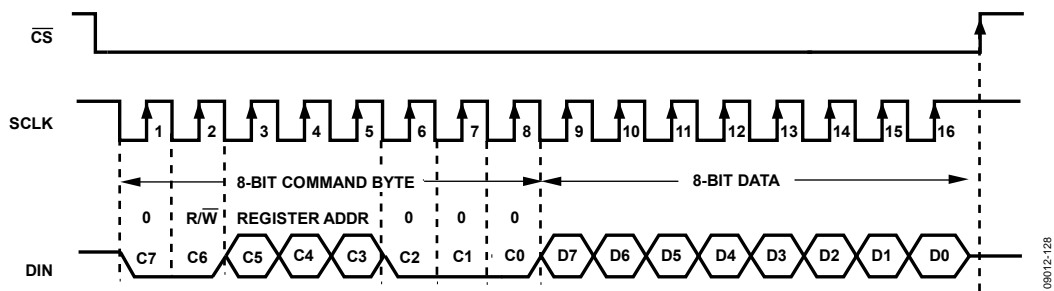 CS
SCLK
1 2 3 4 5 6 7 8 9 10 11 12 13 14 15 16
8-BIT COMMAND BYTE 8-BIT DATA
0 R/W REGISTER ADDR 0 0 0
DIN C7 C6 C5 C4 C3 C2 C1 C0 D7 D6 D5 D4 D3 D2 D1 D0
09012-128